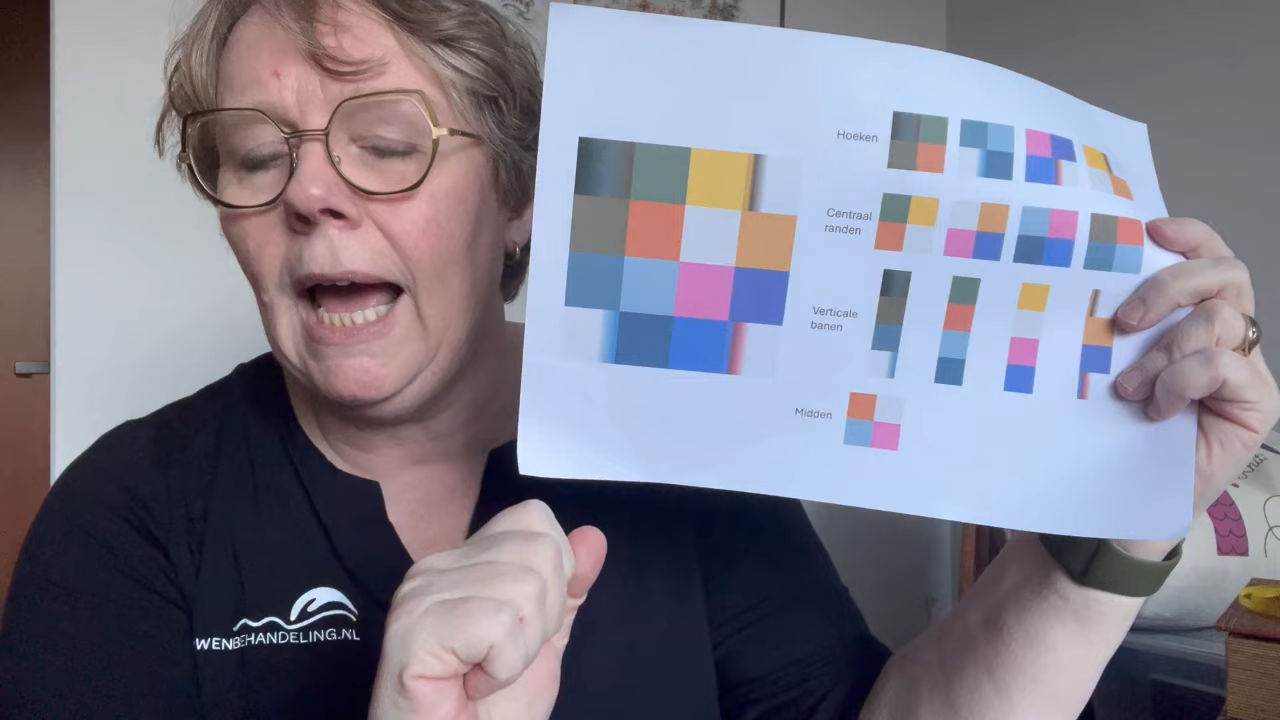 Hoeken
Centraal
randen
Verticale
banen
Midden
WENBEHANDELING.NL